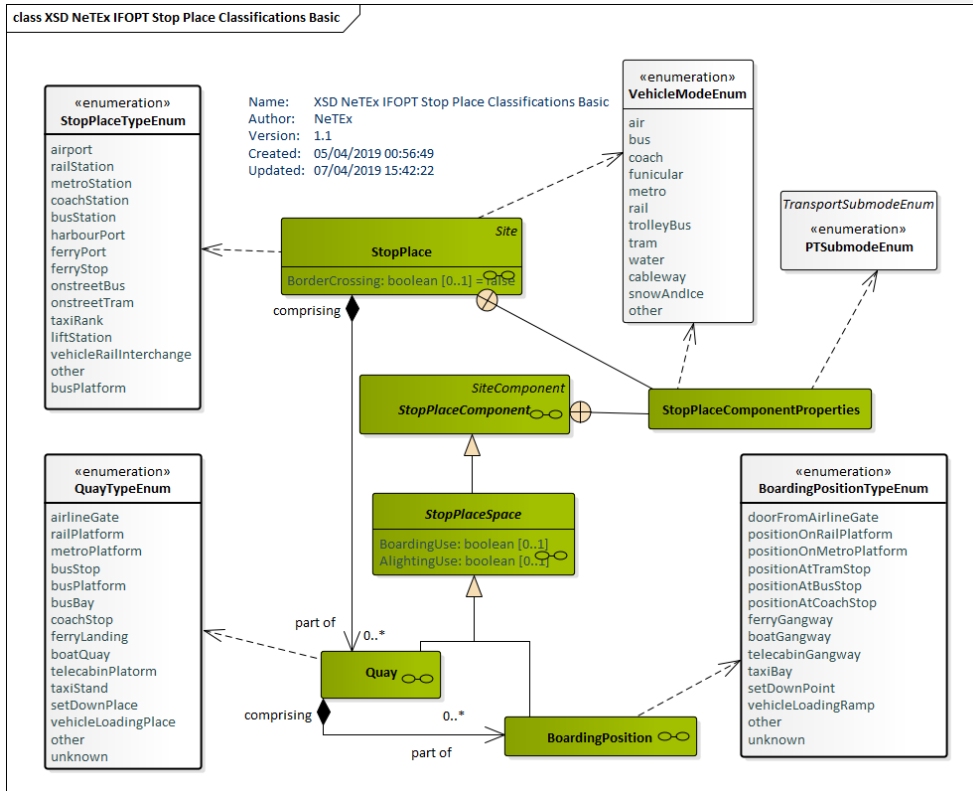 class XSD NeTEx IFOPT Stop Place Classifications Basic
«enumeration»
StopPlaceTypeEnum
airport
railStation
metroStation
coachStation
busStation
harbourPort
ferryPort
ferryStop
onstreetBus
onstreetTram
taxiRank
liftStation
vehicleRailInterchange
other
busPlatform
Name: XSD NeTEx IFOPT Stop Place Classifications Basic
Author: NeTEx
Version: 1.1
Created: 05/04/2019 00:56:49
Updated: 07/04/2019 15:42:22
«enumeration»
VehicleModeEnum
air
bus
coach
funicular
metro
rail
trolleyBus
tram
water
cableway
snowAndIce
other
TransportSubmodeEnum
«enumeration»
PTSubmodeEnum
Site
StopPlace
BorderCrossing: boolean [0..1] = false
comprising
SiteComponent
StopPlaceComponent
StopPlaceComponentProperties
StopPlaceSpace
BoardingUse: boolean [0..1]
AlightingUse: boolean [0..1]
«enumeration»
QuayTypeEnum
airlineGate
railPlatform
metroPlatform
busStop
busPlatform
busBay
coachStop
ferryLanding
boatQuay
telecabinPlatorm
taxiStand
setDownPlace
vehicleLoadingPlace
other
unknown
«enumeration»
BoardingPositionTypeEnum
doorFromAirlineGate
positionOnRailPlatform
positionOnMetroPlatform
positionAtTramStop
positionAtBusStop
positionAtCoachStop
ferryGangway
boatGangway
telecabinGangway
taxiBay
setDownPoint
vehicleLoadingRamp
other
unknown
part of
0..*
Quay
comprising
0..*
part of
BoardingPosition